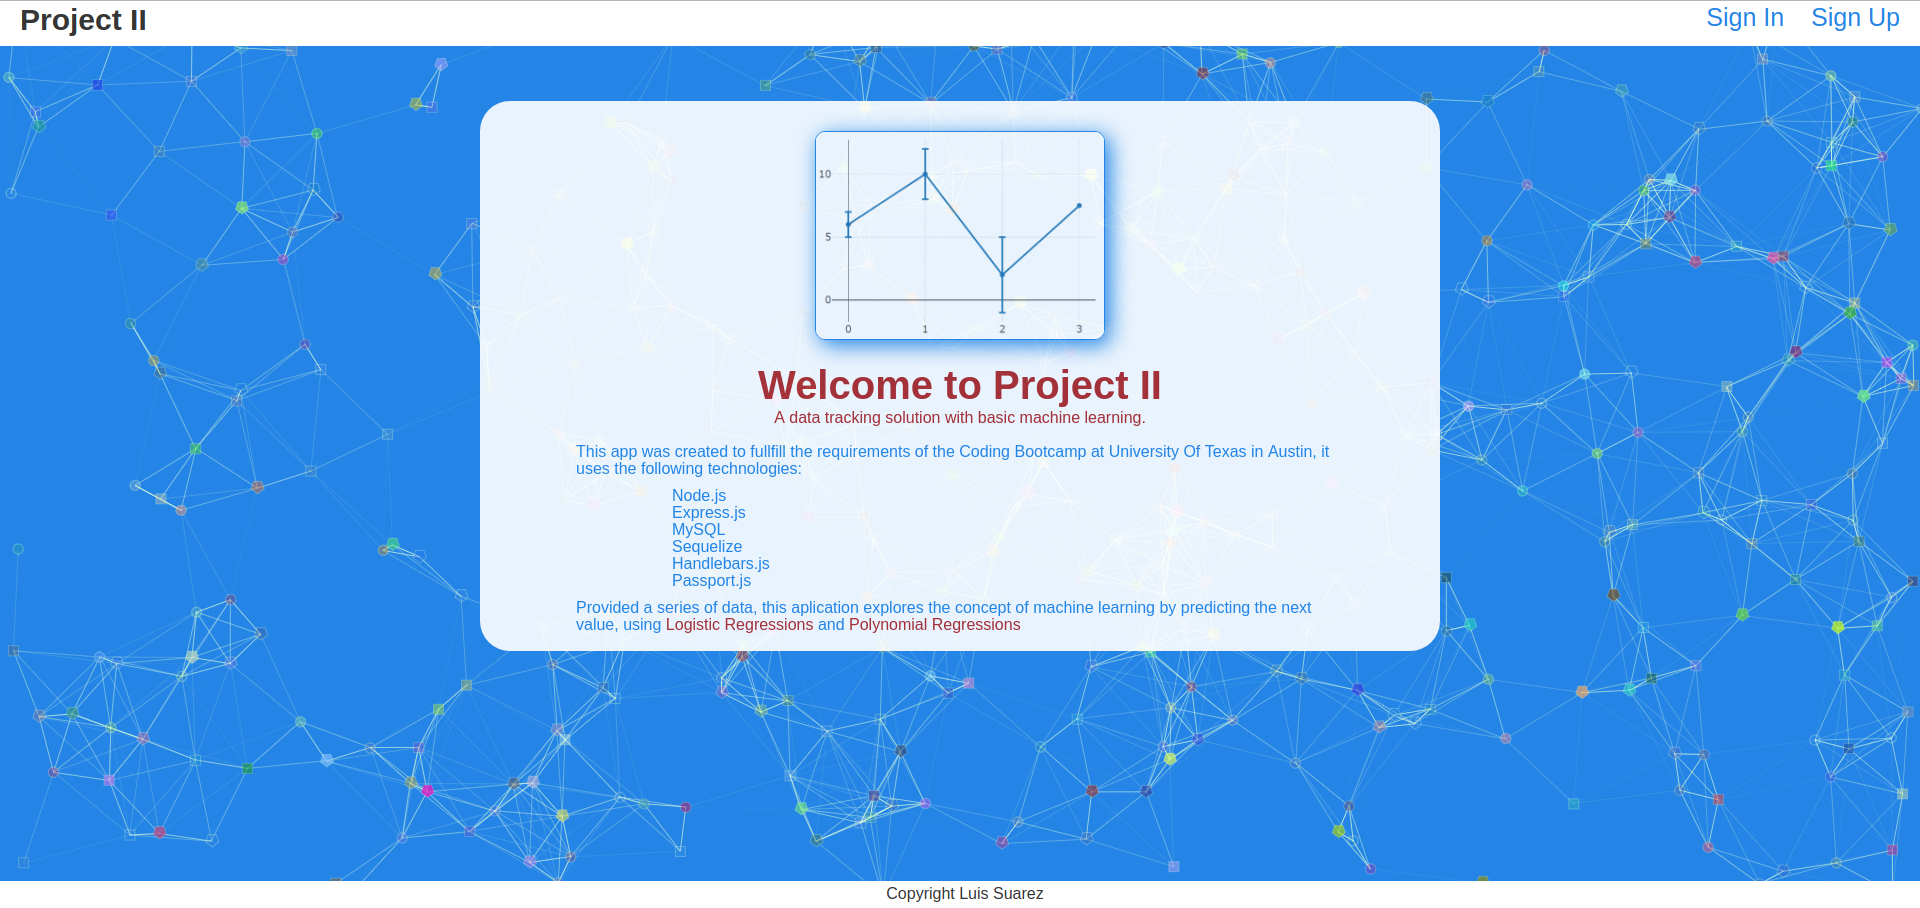 Project II
Sign In Sign Up
10
5
0
0 1 2 3
Welcome to Project II
A data tracking solution with basic machine learning.
This app was created to fullfill the requirements of the Coding Bootcamp at University Of Texas in Austin, it
uses the following technologies:
Node.js
Express.js
MySQL
Sequelize
Handlebars.js
Passport.js
Provided a series of data, this aplication explores the concept of machine learning by predicting the next
value, using Logistic Regressions and Polynomial Regressions
Copyright Luis Suarez